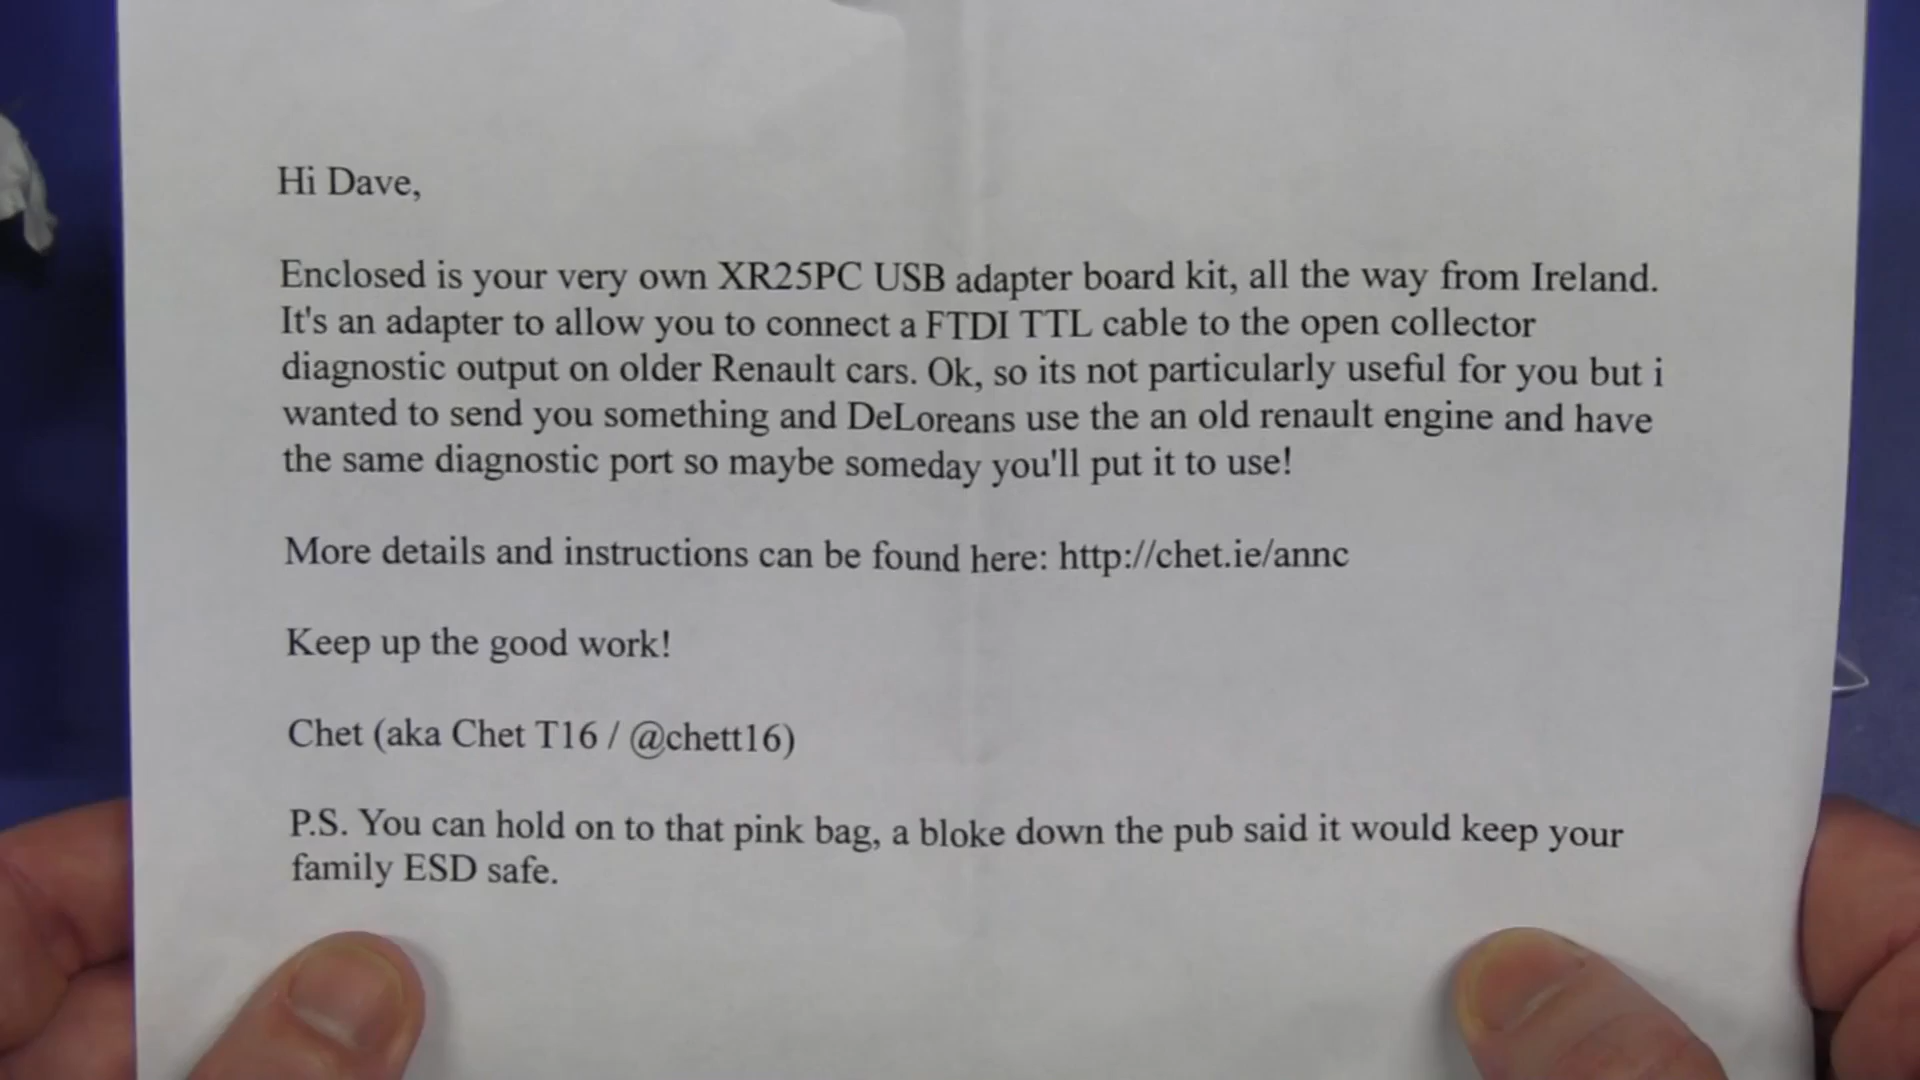 Hi Dave,
Enclosed is your very own XR25PC USB adapter board kit, all the way from Ireland.
It's an adapter to allow you to connect a FTDI TTL cable to the open collector
diagnostic output on older Renault cars. Ok, so its not particularly useful for you but i
wanted to send you something and DeLoreans use the an old renault engine and have
the same diagnostic port so maybe someday you'll put it to use!
More details and instructions can be found here: http://chet.ie/annc
Keep up the good work!
Chet (aka Chet T16 / @chett16)
P.S. You can hold on to that pink bag, a bloke down the pub said it would keep your
family ESD safe.